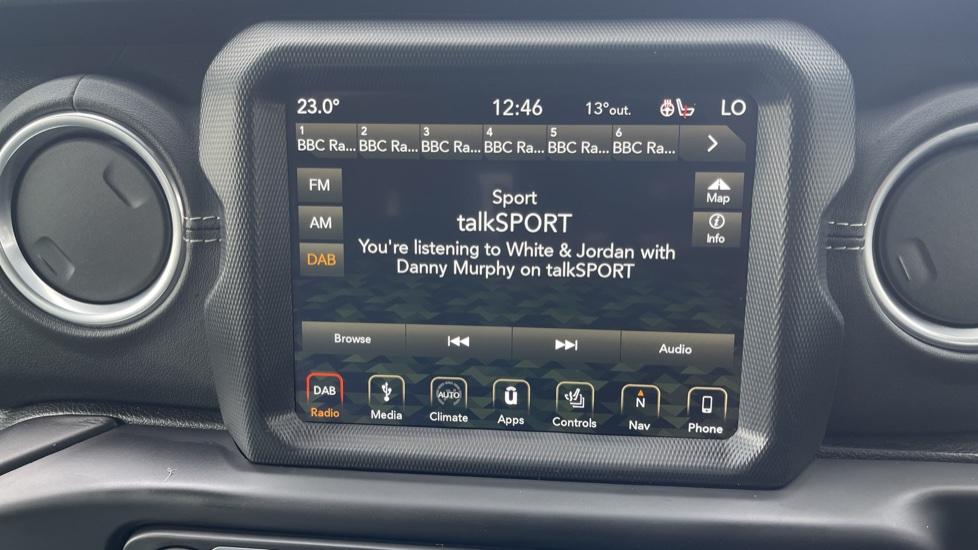 23.0° 12:46 13°out. LO
1 2 3 4 5 6
BBC Ra... BBC Ra... BBC Ra... BBC Ra... BBC Ra... BBC Ra...
FM
AM
DAB
Sport
talkSPORT
You're listening to White & Jordan with
Danny Murphy on talkSPORT
Map
Info
Browse Audio
DAB AUTO ū N
Radio Media Climate Apps Controls Nav Phone